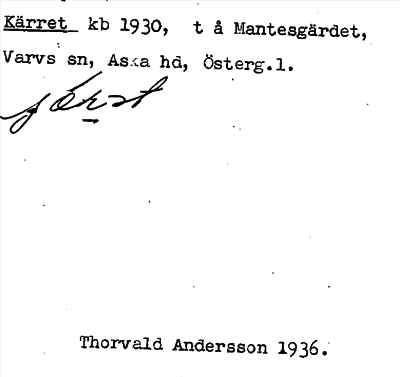 Kärret kb 1930, t å Mantesgärdet,
Varvs sn, Aska hd, Österg.l.
Thorvald Andersson 1936.